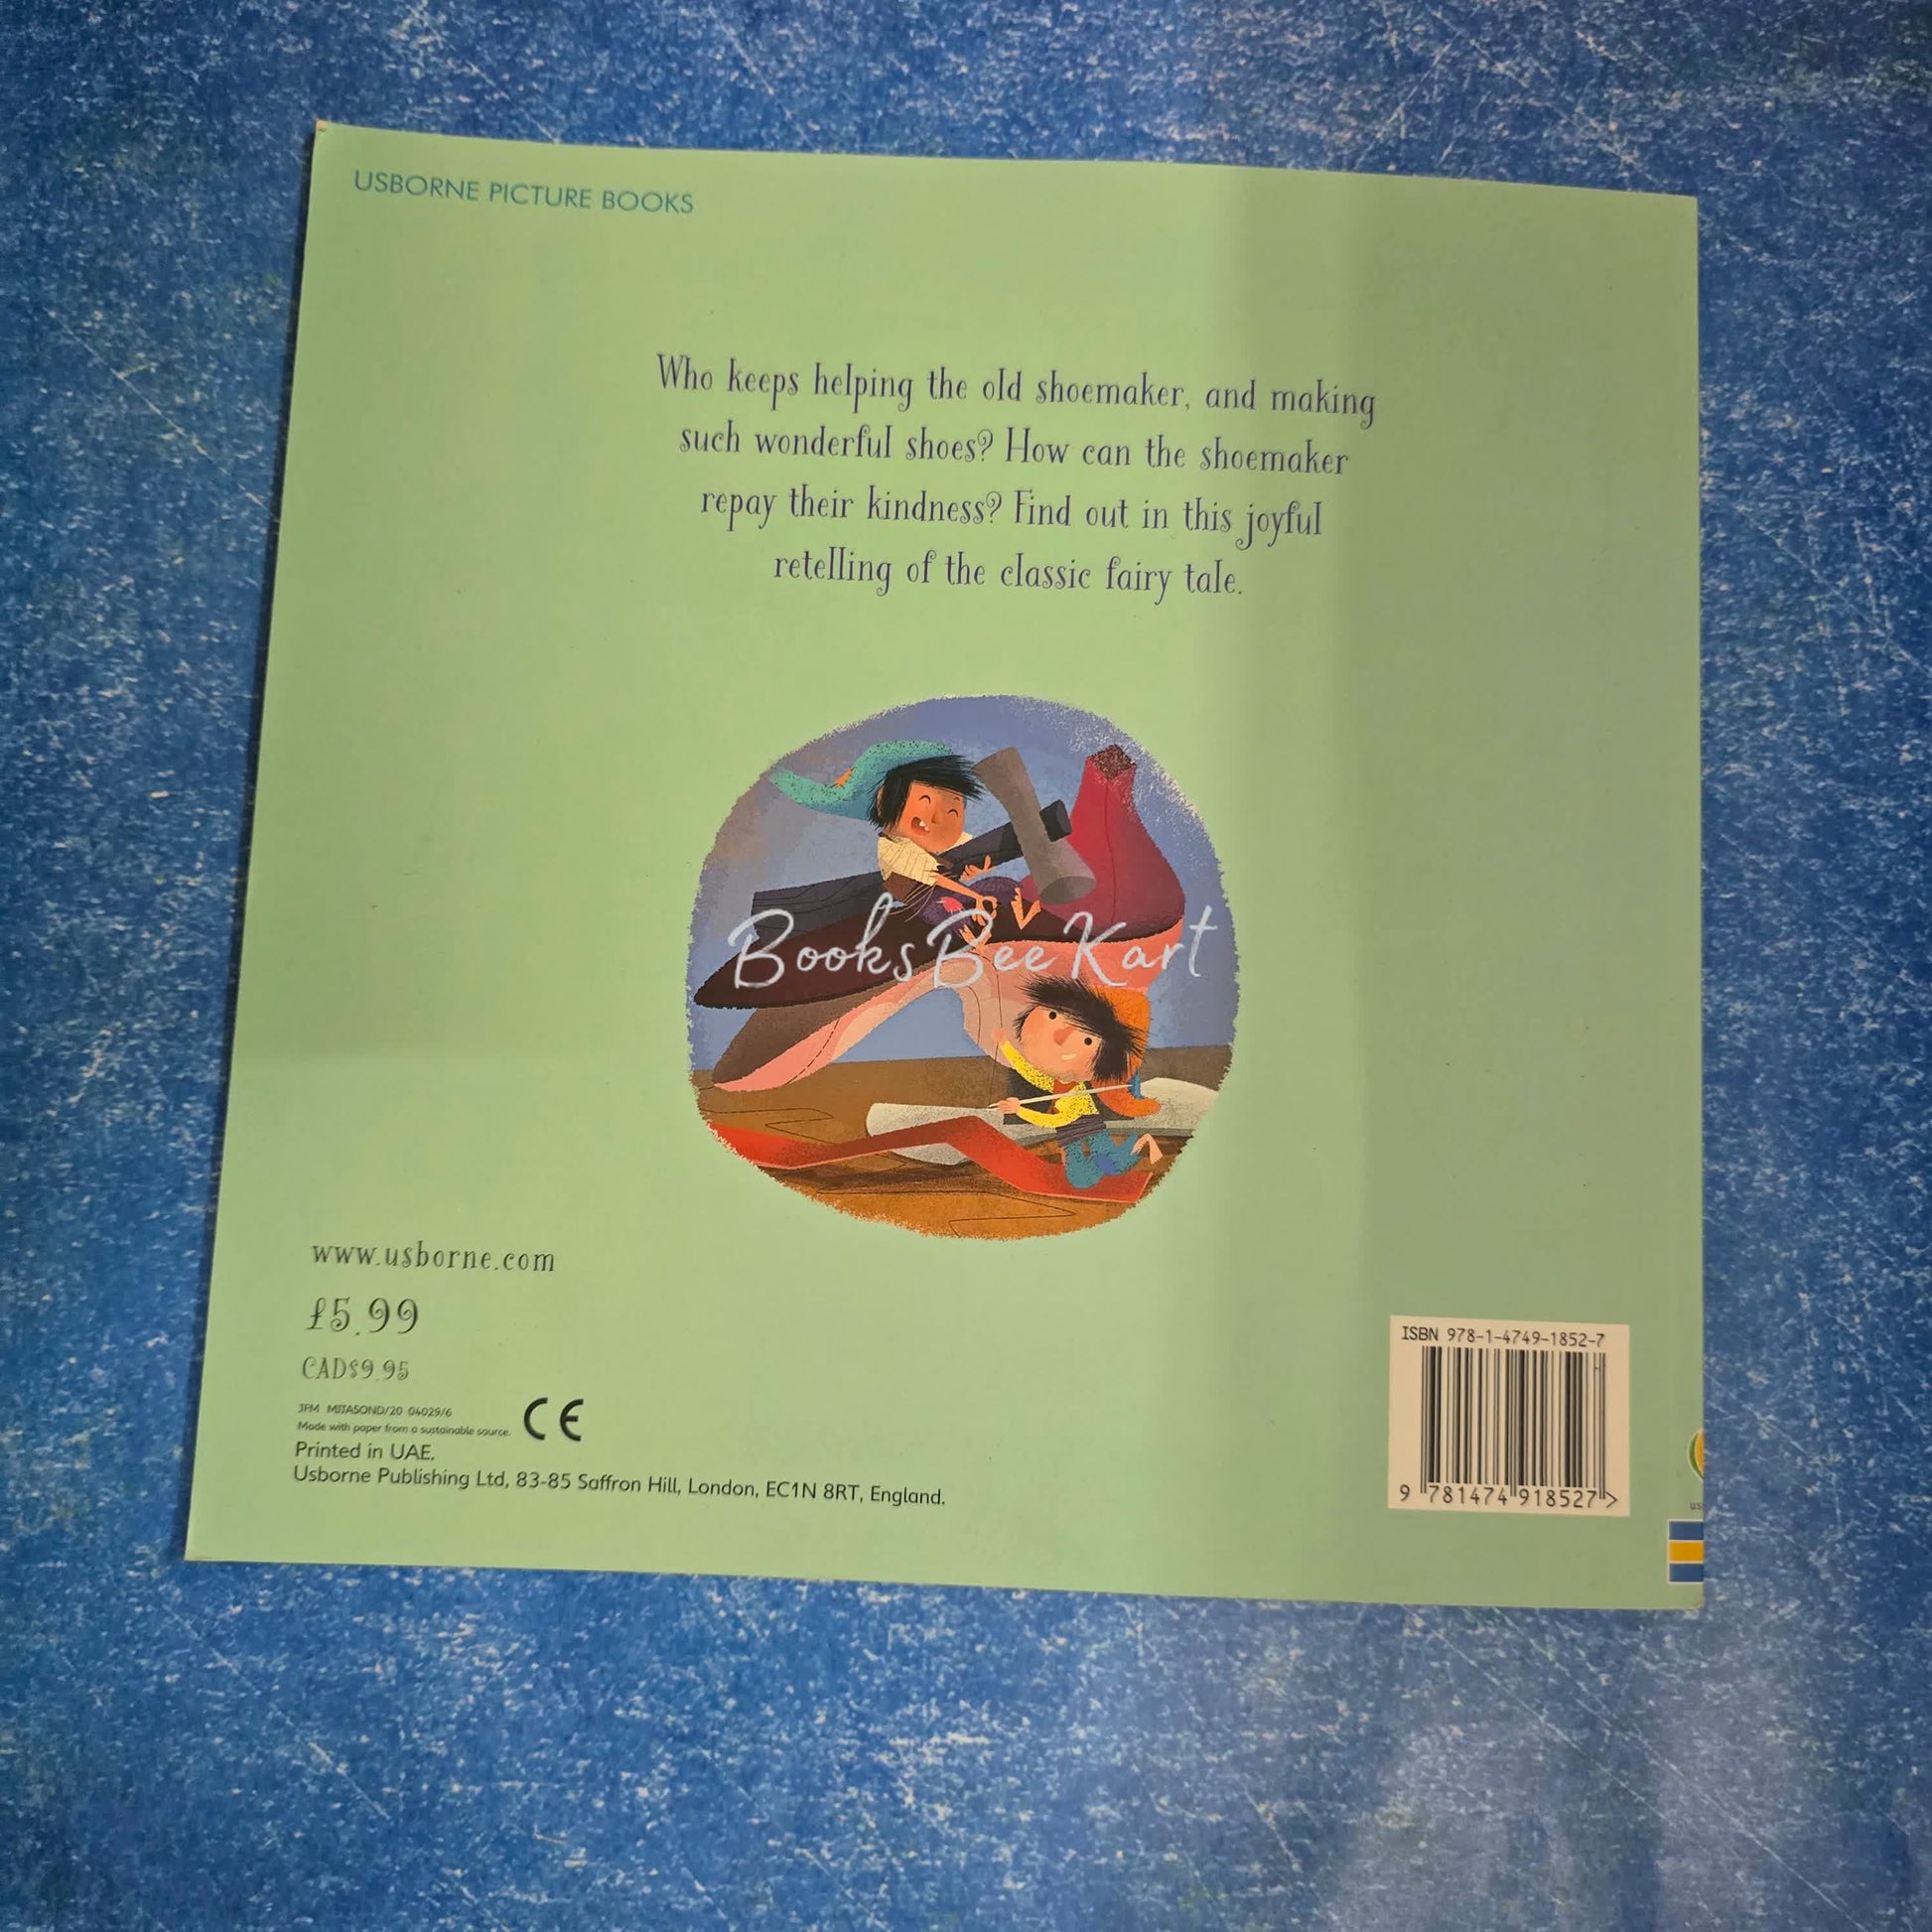 USBORNE PICTURE BOOKS
Who keeps helping the old shoemaker, and making
such wonderful shoes? How can the shoemaker
repay their kindness? Find out in this joyful
retelling of the classic fairy tale.
BooksBeeKart
www.usborne.com
£5.99
CAD$9.95
JFM MJJASOND/20 04029/6
Made with paper from a sustainable source.
CE
Printed in UAE.
Usborne Publishing Ltd, 83-85 Saffron Hill, London, EC1N 8RT, England.
ISBN 978-1-4749-1852-7
9 781474 918527 >